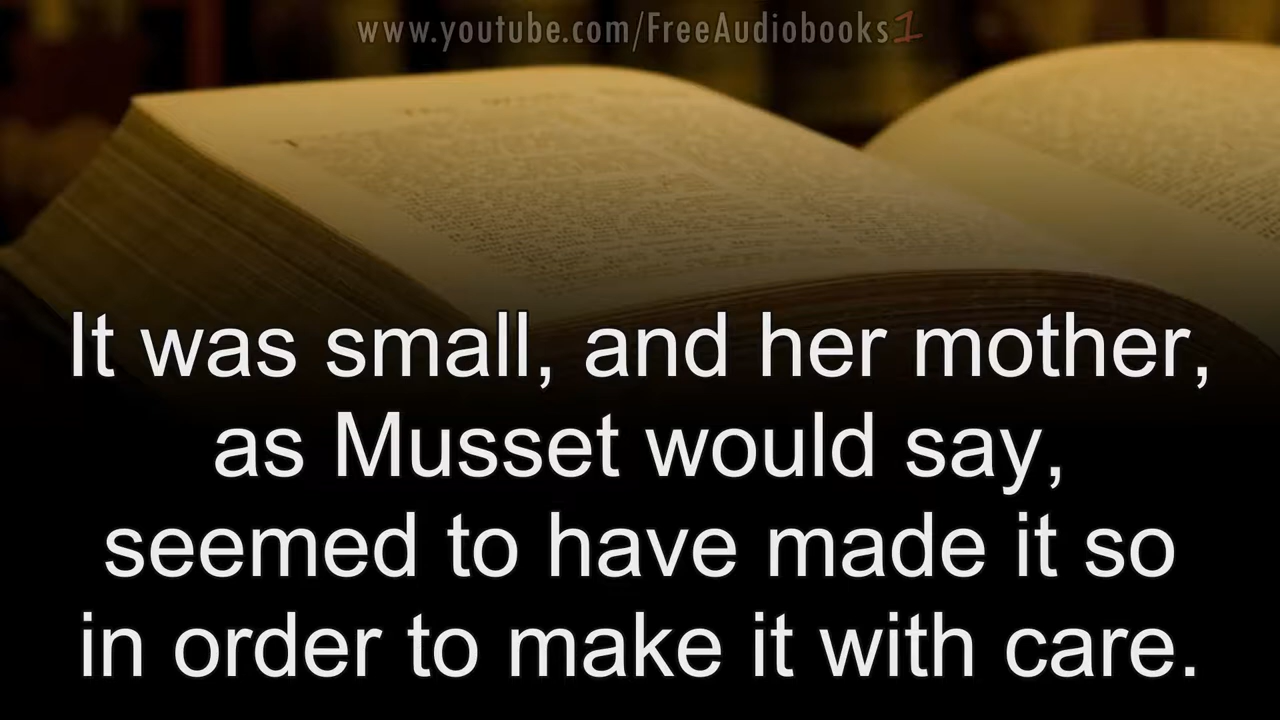 www.youtube.com/FreeAudiobooks1
It was small, and her mother,
as Musset would say,
seemed to have made it so
in order to make it with care.